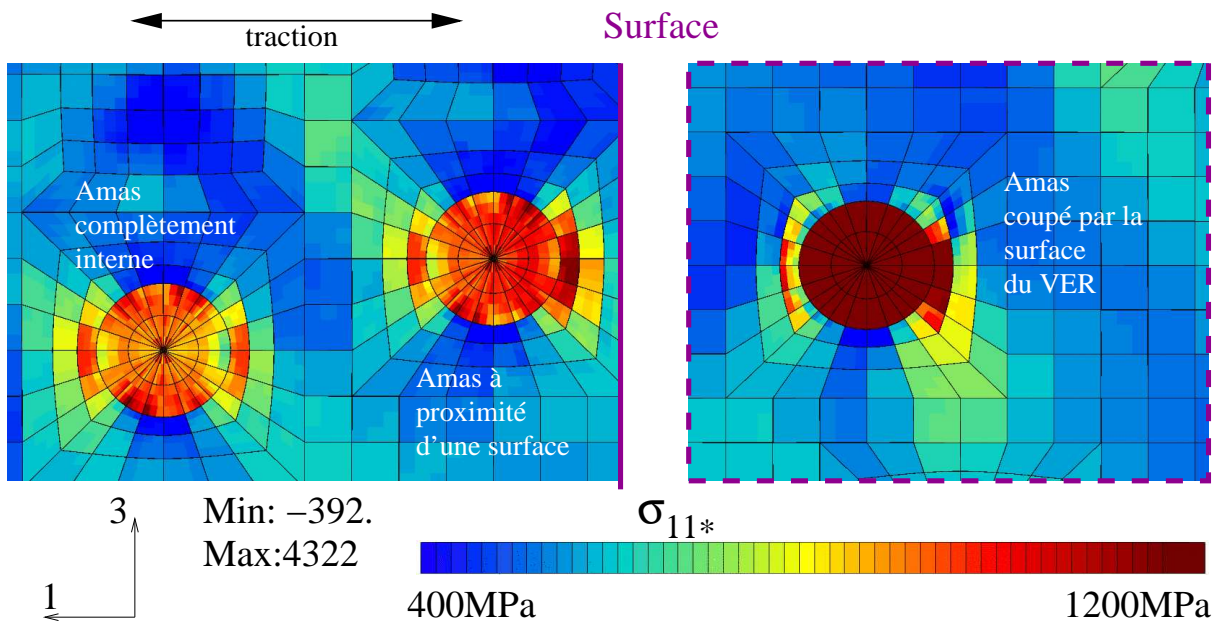 traction
Surface
Amas
complètement
interne
Amas à
proximité
d'une surface
Amas
coupé par la
surface
du VER
3
1
Min: −392.
Max:4322
σ11*
400MPa
1200MPa